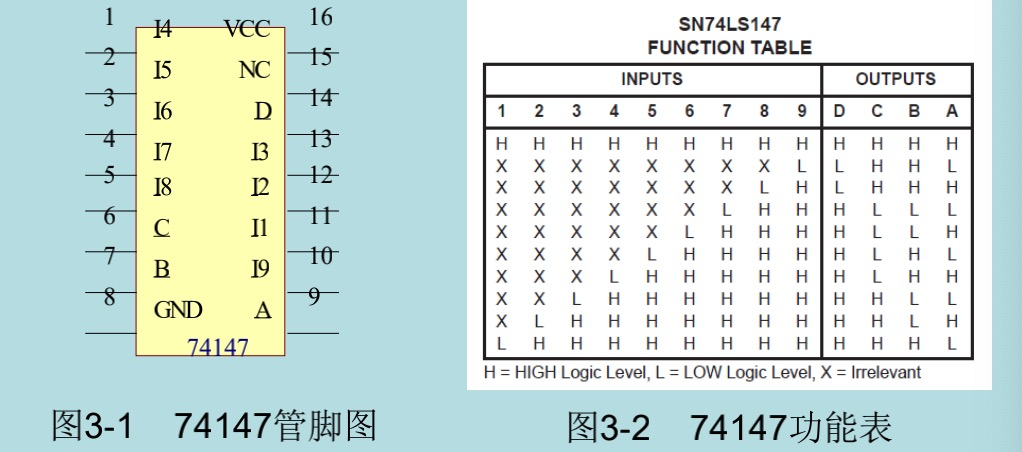 1 I4 VCC 16
2 I5 NC 15
3 I6 D 14
4 I7 I3 13
5 I8 I2 12
6 C I1 11
7 B I9 10
8 GND A 9
74147
图3-1 74147管脚图
SN74LS147
FUNCTION TABLE
INPUTS OUTPUTS
1 2 3 4 5 6 7 8 9 D C B A
H H H H H H H H H H H H H
X X X X X X X X L L H H L
X X X X X X X L H L H H H
X X X X X X L H H H L L L
X X X X X L H H H H L L H
X X X X L H H H H H L H L
X X X L H H H H H H L H H
X X L H H H H H H H H L L
X L H H H H H H H H H L H
L H H H H H H H H H H H L
H = HIGH Logic Level, L = LOW Logic Level, X = Irrelevant
图3-2 74147功能表